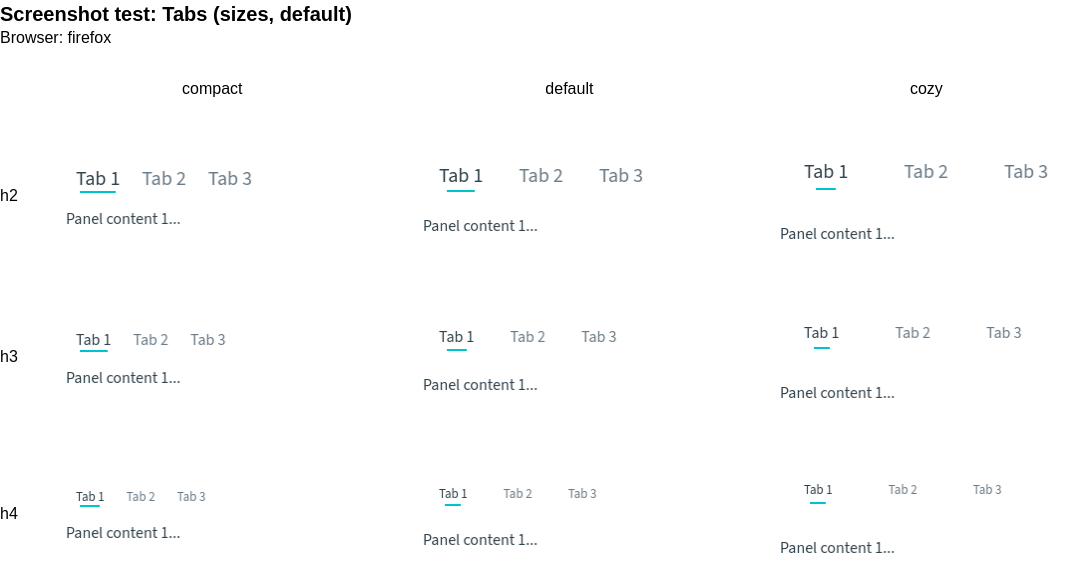 Screenshot test: Tabs (sizes, default)
Browser: firefox
compact default cozy
h2
Tab 1 Tab 2 Tab 3 Tab 1 Tab 2 Tab 3 Tab 1 Tab 2 Tab 3
Panel content 1... Panel content 1... Panel content 1...
h3
Tab 1 Tab 2 Tab 3 Tab 1 Tab 2 Tab 3 Tab 1 Tab 2 Tab 3
Panel content 1... Panel content 1... Panel content 1...
h4
Tab 1 Tab 2 Tab 3 Tab 1 Tab 2 Tab 3 Tab 1 Tab 2 Tab 3
Panel content 1... Panel content 1... Panel content 1...